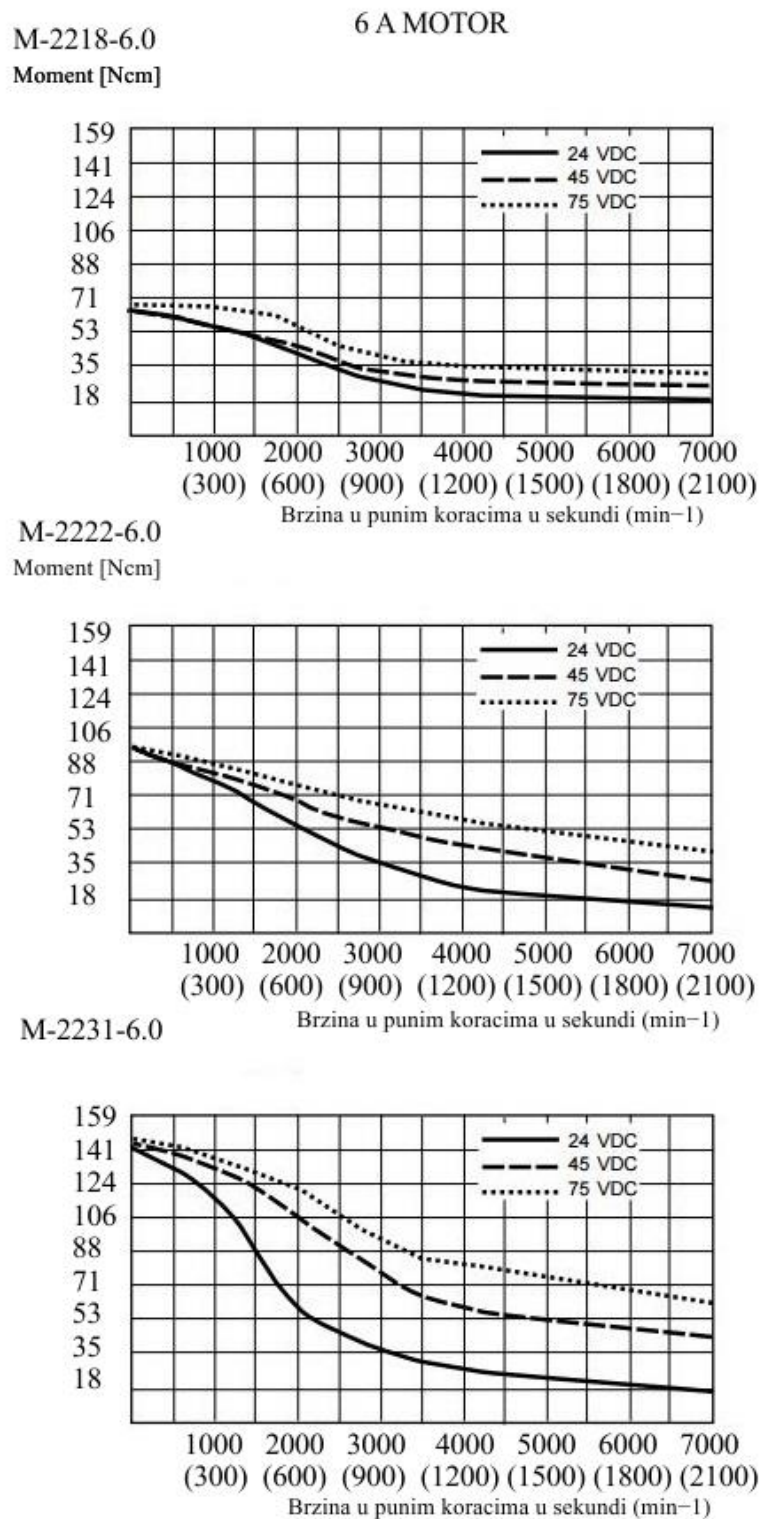 6 A MOTOR
M-2218-6.0
Moment [Ncm]
159
141
124
106
88
71
53
35
18
24 VDC
45 VDC
75 VDC
1000 2000 3000 4000 5000 6000 7000
(300) (600) (900) (1200) (1500) (1800) (2100)
Brzina u punim koracima u sekundi (min−1)
M-2222-6.0
Moment [Ncm]
159
141
124
106
88
71
53
35
18
24 VDC
45 VDC
75 VDC
1000 2000 3000 4000 5000 6000 7000
(300) (600) (900) (1200) (1500) (1800) (2100)
Brzina u punim koracima u sekundi (min−1)
M-2231-6.0
159
141
124
106
88
71
53
35
18
24 VDC
45 VDC
75 VDC
1000 2000 3000 4000 5000 6000 7000
(300) (600) (900) (1200) (1500) (1800) (2100)
Brzina u punim koracima u sekundi (min−1)